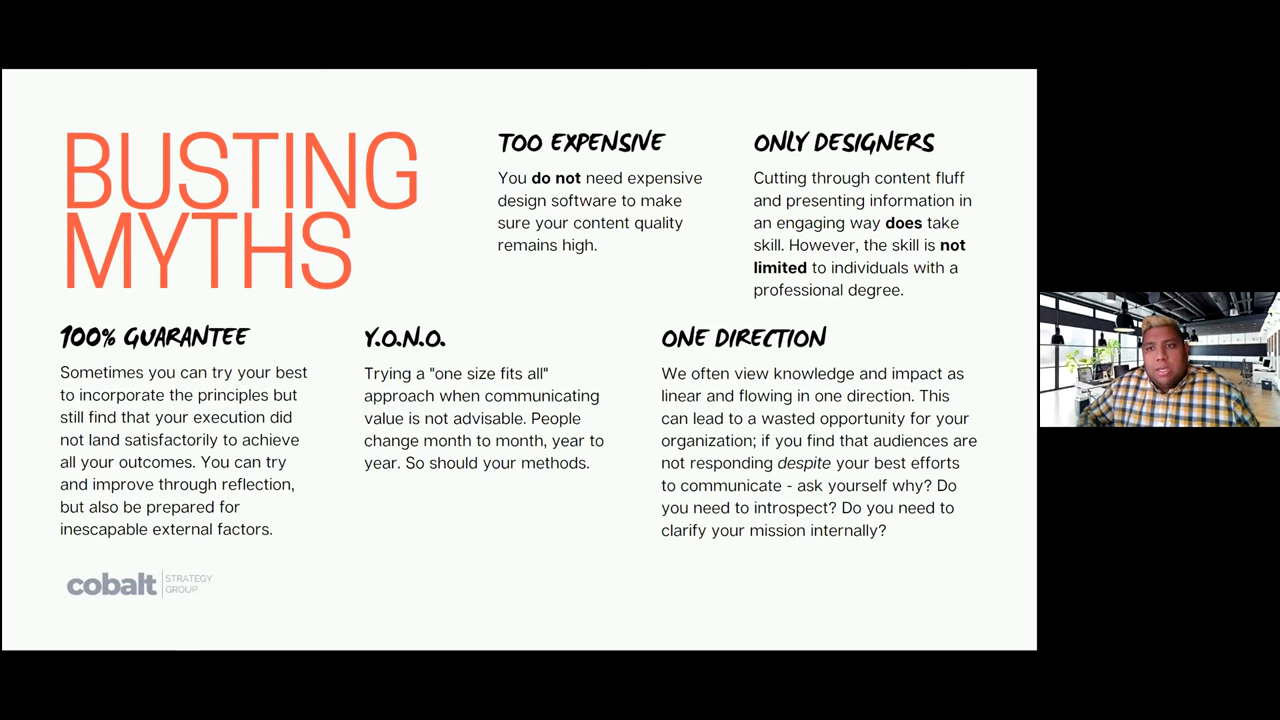 BUSTING
MYTHS
TOO EXPENSIVE
You do not need expensive
design software to make
sure your content quality
remains high.
ONLY DESIGNERS
Cutting through content fluff
and presenting information in
an engaging way does take
skill. However, the skill is not
limited to individuals with a
professional degree.
100% GUARANTEE
Sometimes you can try your best
to incorporate the principles but
still find that your execution did
not land satisfactorily to achieve
all your outcomes. You can try
and improve through reflection,
but also be prepared for
inescapable external factors.
Y.O.N.O.
Trying a "one size fits all"
approach when communicating
value is not advisable. People
change month to month, year to
year. So should your methods.
ONE DIRECTION
We often view knowledge and impact as
linear and flowing in one direction. This
can lead to a wasted opportunity for your
organization; if you find that audiences are
not responding despite your best efforts
to communicate - ask yourself why? Do
you need to introspect? Do you need to
clarify your mission internally?
cobalt STRATEGY
GROUP